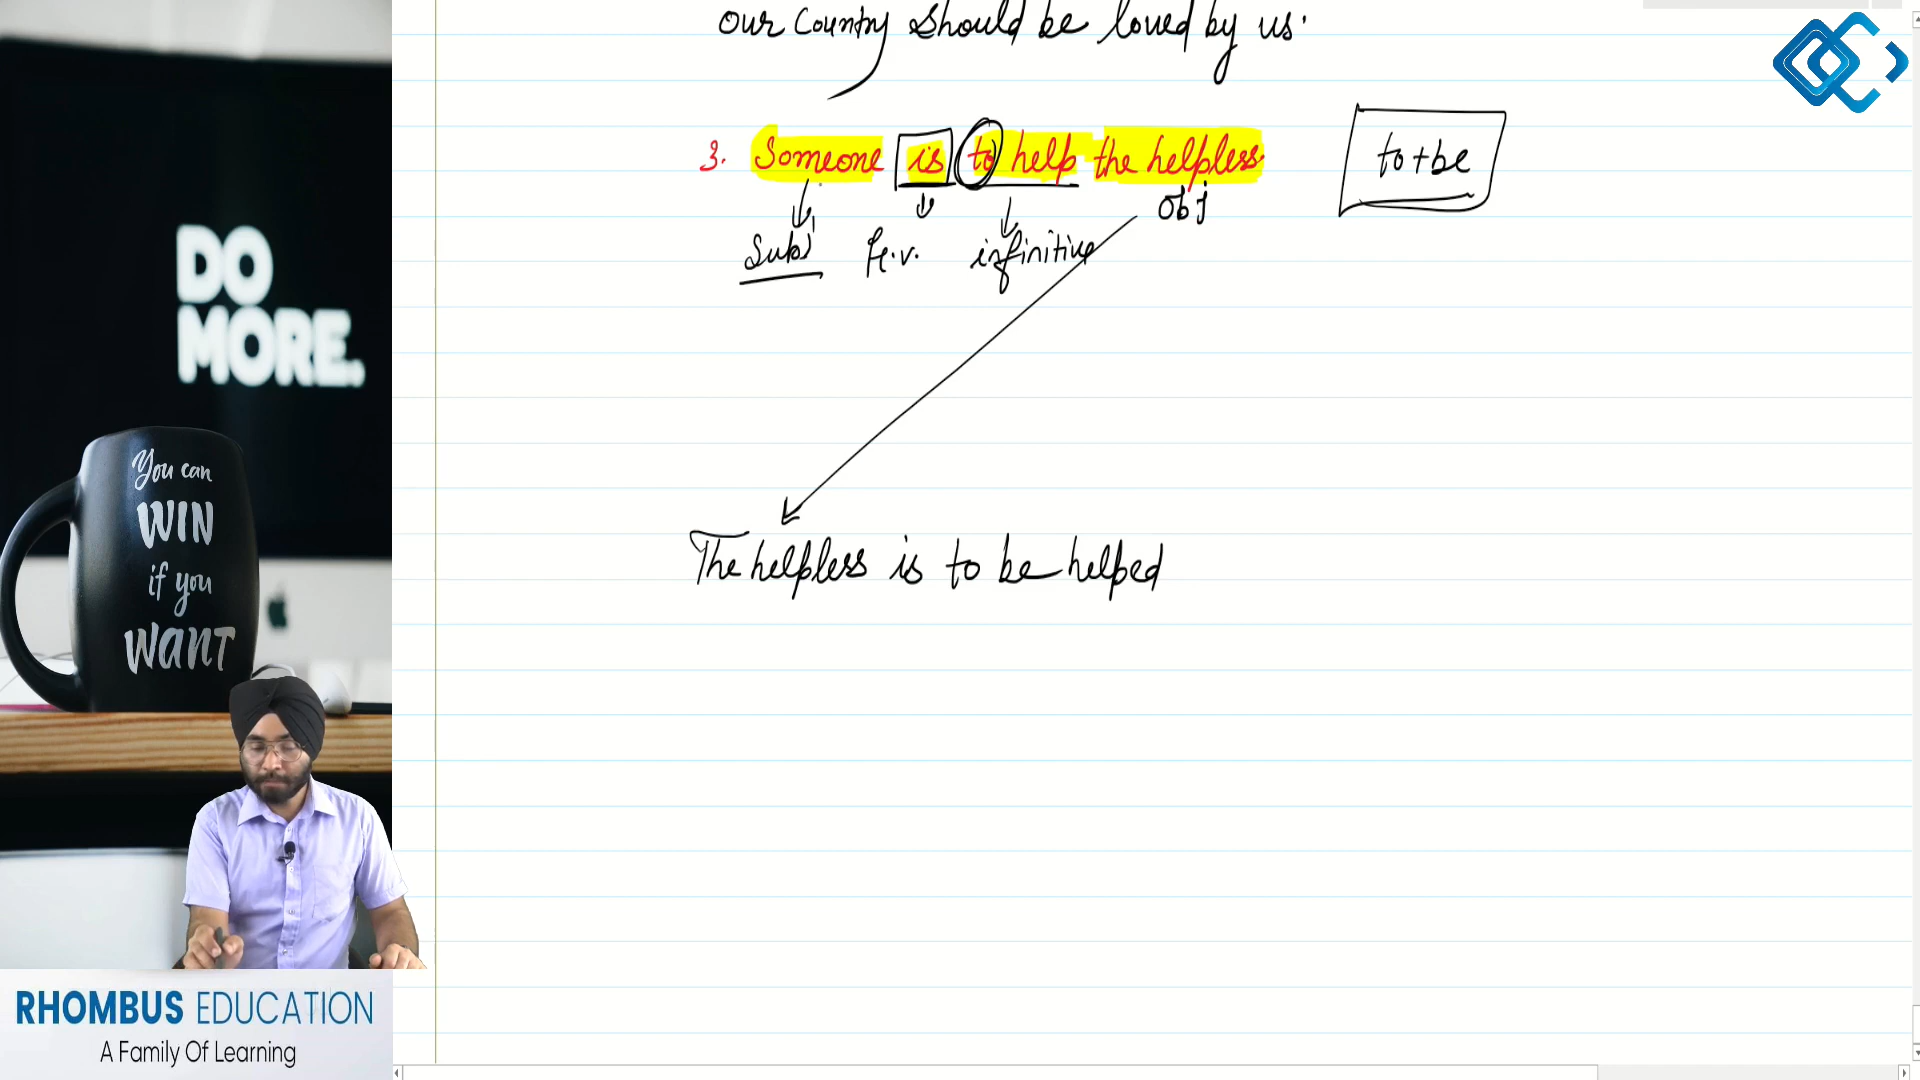 Our Country should be loved by us.
3. Someone is to help the helpless.
to+be
Obj
Subj H.v. infinitive
The helpless is to be helped
DO
MORE.
You can
WIN
if you
WANT
RHOMBUS EDUCATION
A Family Of Learning